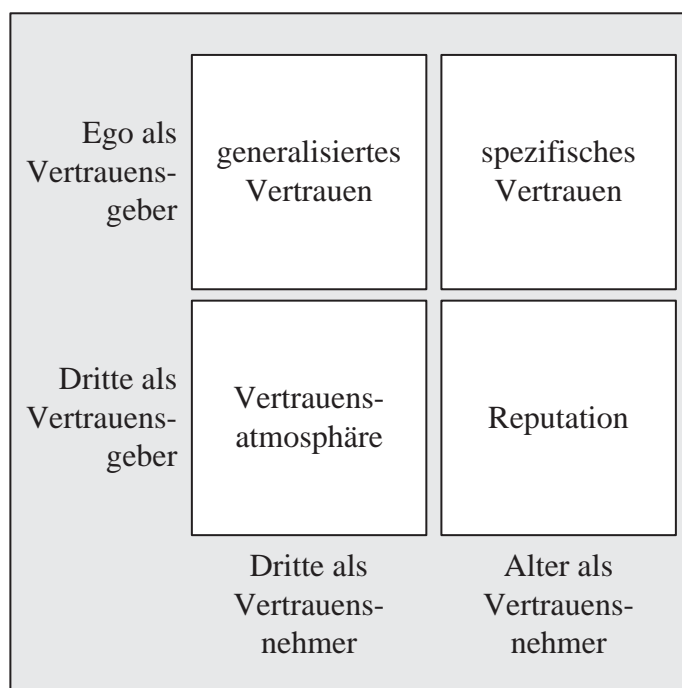 Ego als
Vertrauens-
geber
generalisiertes
Vertrauen
spezifisches
Vertrauen
Dritte als
Vertrauens-
geber
Vertrauens-
atmosphäre
Reputation
Dritte als
Vertrauens-
nehmer
Alter als
Vertrauens-
nehmer